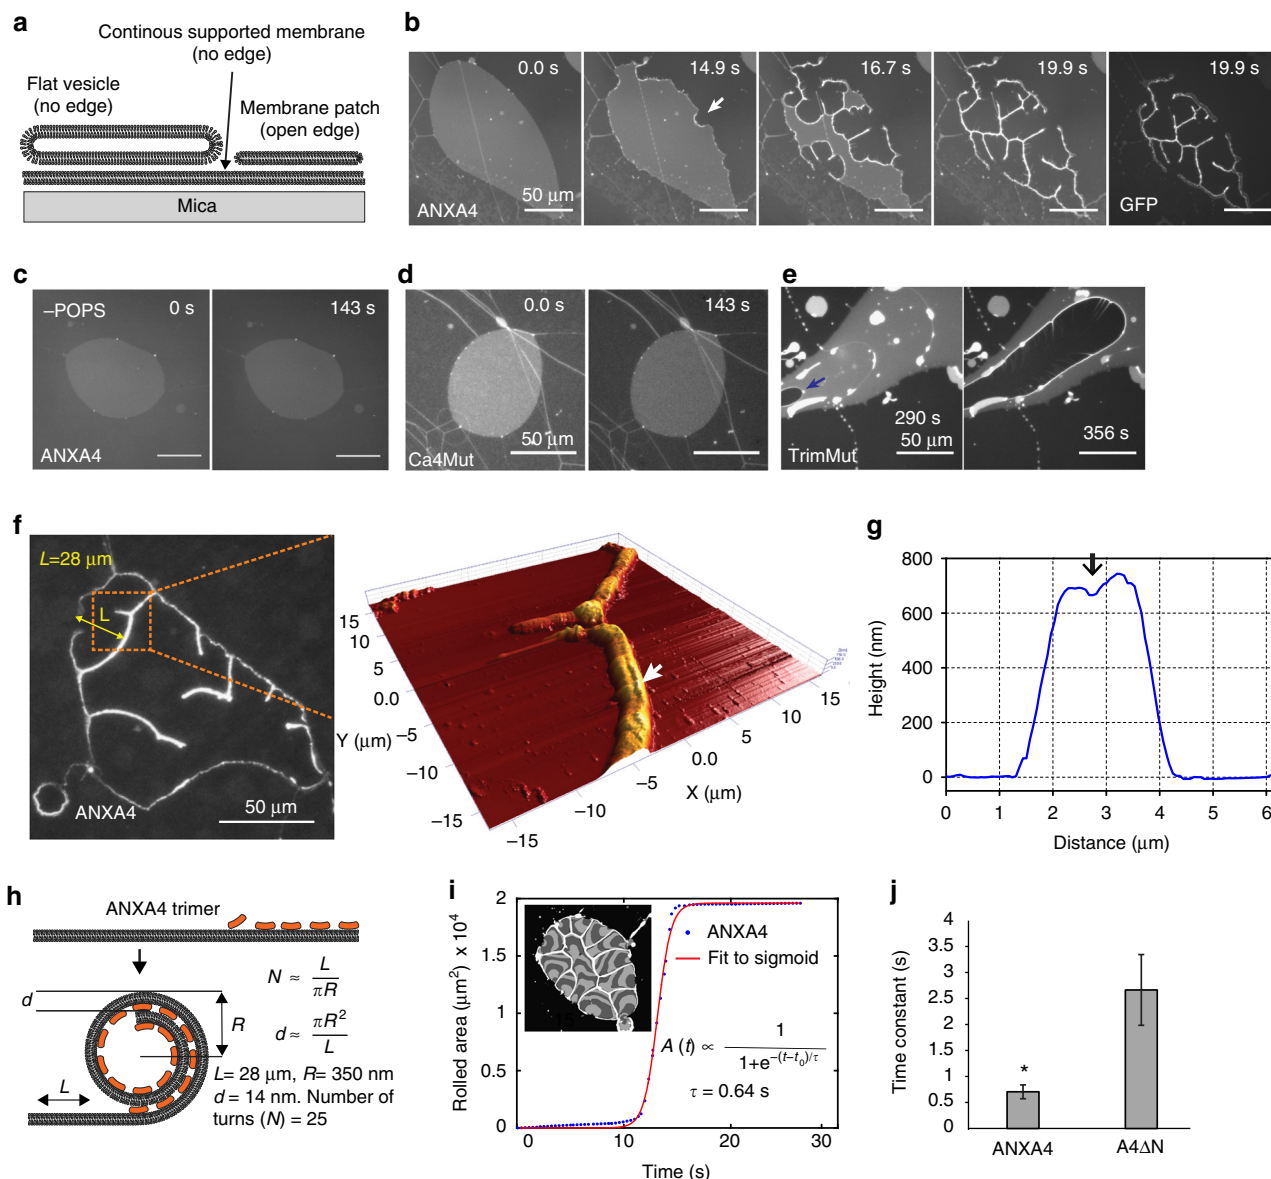 a
Continous supported membrane
(no edge)
Flat vesicle
(no edge)
Membrane patch
(open edge)
Mica
b
0.0 s
14.9 s
16.7 s
19.9 s
19.9 s
50 μm
ANXA4
GFP
c
–POPS
0 s
143 s
ANXA4
d
0.0 s
143 s
50 μm
Ca4Mut
e
290 s
50 μm
356 s
TrimMut
f
L=28 μm
L
ANXA4
50 μm
15
10
5
0.0
Y (μm)
–5
–10
–15
15
10
5
0.0
X (μm)
–5
–10
–15
g
800
600
400
200
0
Height (nm)
0 1 2 3 4 5 6
Distance (μm)
h
ANXA4 trimer
N ≈ L / πR
d
R
d ≈ πR² / L
L
L= 28 μm, R= 350 nm
d = 14 nm. Number of
turns (N) = 25
i
2
1.5
1
0.5
0
Rolled area (μm²) x 10⁴
ANXA4
Fit to sigmoid
A (t) ∝ 1 / 1+e^–(t–t₀)/τ
τ = 0.64 s
0 10 20 30
Time (s)
j
4
3.5
3
2.5
2
1.5
1
0.5
0
Time constant (s)
*
ANXA4 A4ΔN